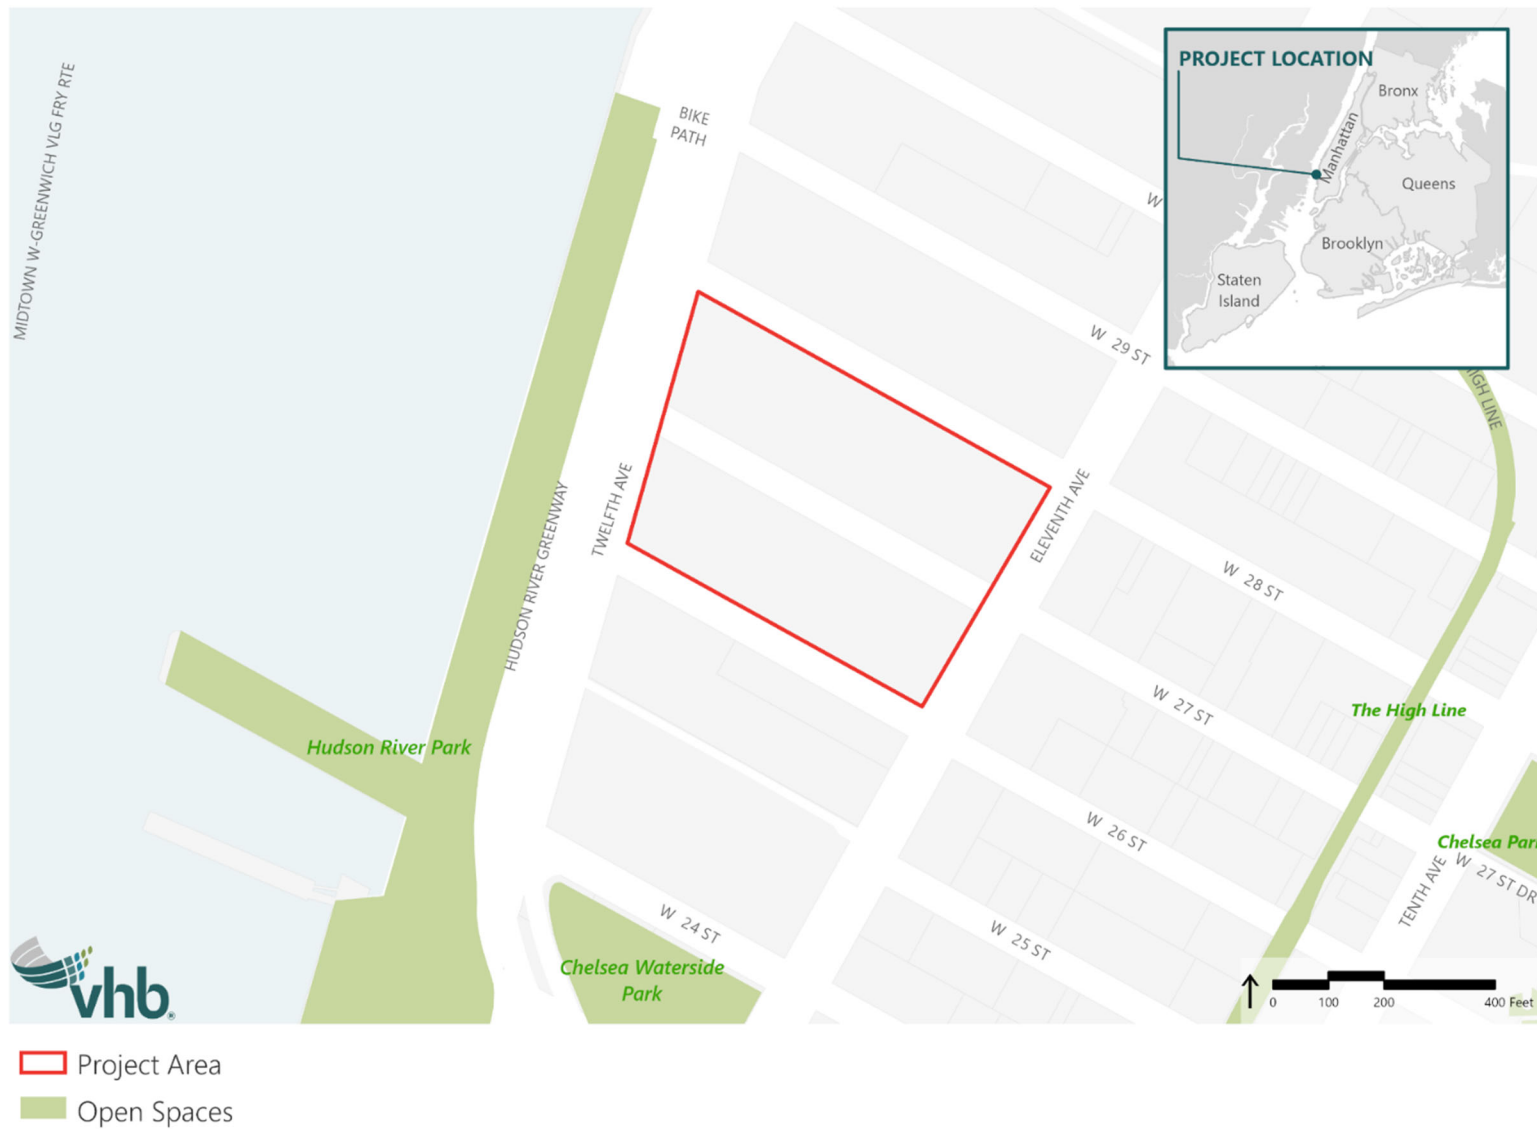 MIDTOWN W-GREENWICH VLG FRY RTE
BIKE
PATH
PROJECT LOCATION
Bronx
Manhattan
Queens
Brooklyn
Staten
Island
W
W 29 ST
HIGH LINE
TWELFTH AVE
HUDSON RIVER GREENWAY
ELEVENTH AVE
W 28 ST
W 27 ST
The High Line
Hudson River Park
W 26 ST
Chelsea Par
W 27 ST DR
TENTH AVE
W 24 ST
W 25 ST
Chelsea Waterside
Park
vhb®
0 100 200 400 Feet
Project Area
Open Spaces